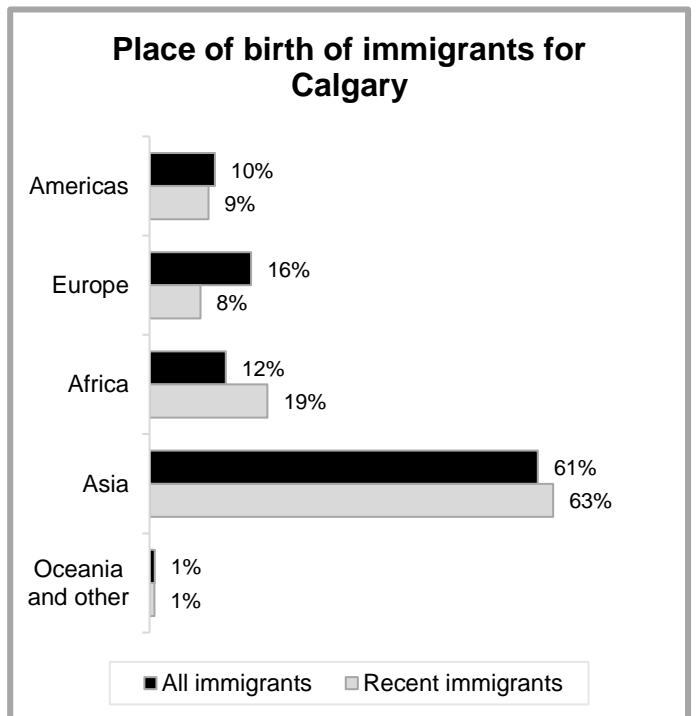 Place of birth of immigrants for
Calgary
Americas
10%
9%
Europe
16%
8%
Africa
12%
19%
Asia
61%
63%
Oceania
and other
1%
1%
All immigrants
Recent immigrants